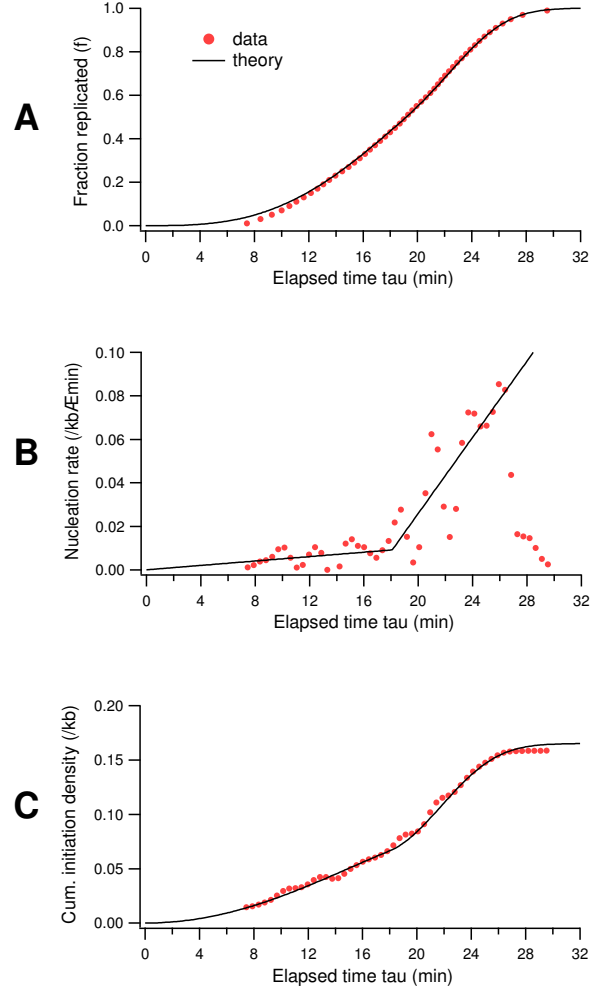 A
Fraction replicated (f)
1.0
0.8
0.6
0.4
0.2
0.0
data
theory
0 4 8 12 16 20 24 28 32
Elapsed time tau (min)
B
Nucleation rate (/kbÆmin)
0.10
0.08
0.06
0.04
0.02
0.00
0 4 8 12 16 20 24 28 32
Elapsed time tau (min)
C
Cum. initiation density (/kb)
0.20
0.15
0.10
0.05
0.00
0 4 8 12 16 20 24 28 32
Elapsed time tau (min)